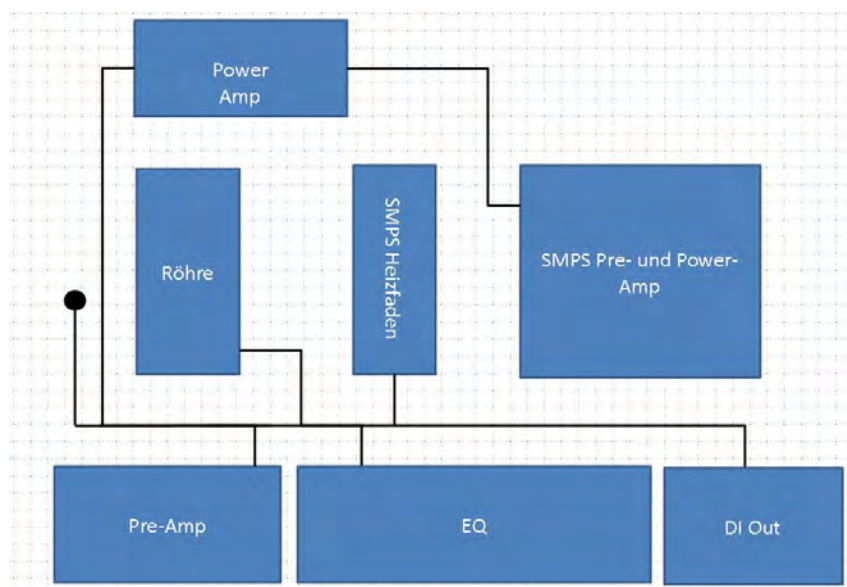 Power
Amp
Röhre
SMPS Heizfaden
SMPS Pre- und Power-
Amp
Pre-Amp
EQ
DI Out